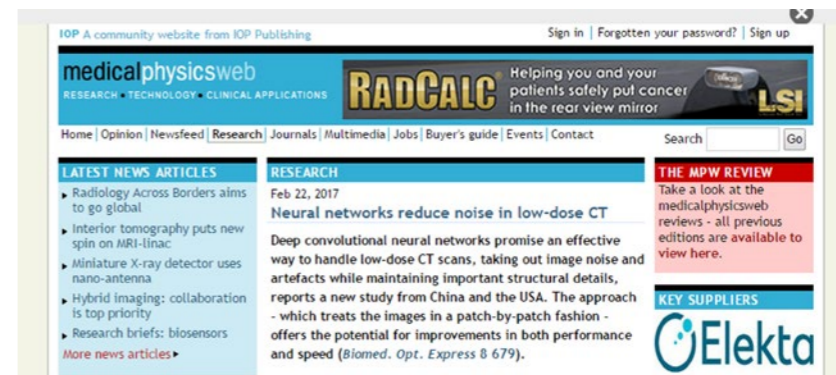 IOP A community website from IOP Publishing
Sign in | Forgotten your password? | Sign up
medicalphysicsweb
RESEARCH • TECHNOLOGY • CLINICAL APPLICATIONS
RADCALC
Helping you and your
patients safely put cancer
in the rear view mirror
LSI
Home | Opinion | Newsfeed | Research | Journals | Multimedia | Jobs | Buyer's guide | Events | Contact
Search
Go
LATEST NEWS ARTICLES
Radiology Across Borders aims
to go global
Interior tomography puts new
spin on MRI-linac
Miniature X-ray detector uses
nano-antenna
Hybrid imaging: collaboration
is top priority
Research briefs: biosensors
More news articles
RESEARCH
Feb 22, 2017
Neural networks reduce noise in low-dose CT
Deep convolutional neural networks promise an effective
way to handle low-dose CT scans, taking out image noise and
artefacts while maintaining important structural details,
reports a new study from China and the USA. The approach
- which treats the images in a patch-by-patch fashion -
offers the potential for improvements in both performance
and speed (Biomed. Opt. Express 8 679).
THE MPW REVIEW
Take a look at the
medicalphysicsweb
reviews - all previous
editions are available to
view here.
KEY SUPPLIERS
Elekta